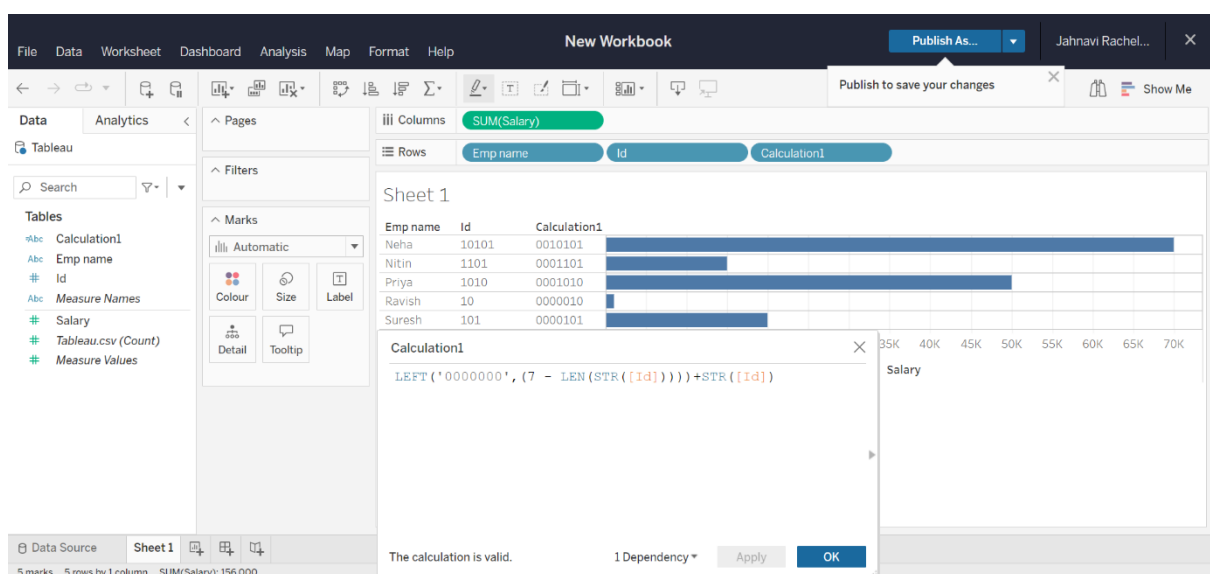 New Workbook
Publish As...
Jahnavi Rachel...
File Data Worksheet Dashboard Analysis Map Format Help
Publish to save your changes
Show Me
Data Analytics
Tableau
Search
Tables
Abc Calculation1
Abc Emp name
# Id
Abc Measure Names
# Salary
# Tableau.csv (Count)
# Measure Values
Pages
Filters
Marks
Automatic
Colour Size Label
Detail Tooltip
iii Columns SUM(Salary)
Rows Emp name Id Calculation1
Sheet 1
Emp name Id Calculation1
Neha 10101 0010101
Nitin 1101 0001101
Priya 1010 0001010
Ravish 10 0000010
Suresh 101 0000101
35K 40K 45K 50K 55K 60K 65K 70K
Salary
Calculation1
LEFT('0000000',(7 - LEN(STR([Id]))))+STR([Id])
The calculation is valid.
1 Dependency
Apply
OK
Data Source Sheet 1
5 marks 5 rows by 1 column SUM(Salary): 156,000